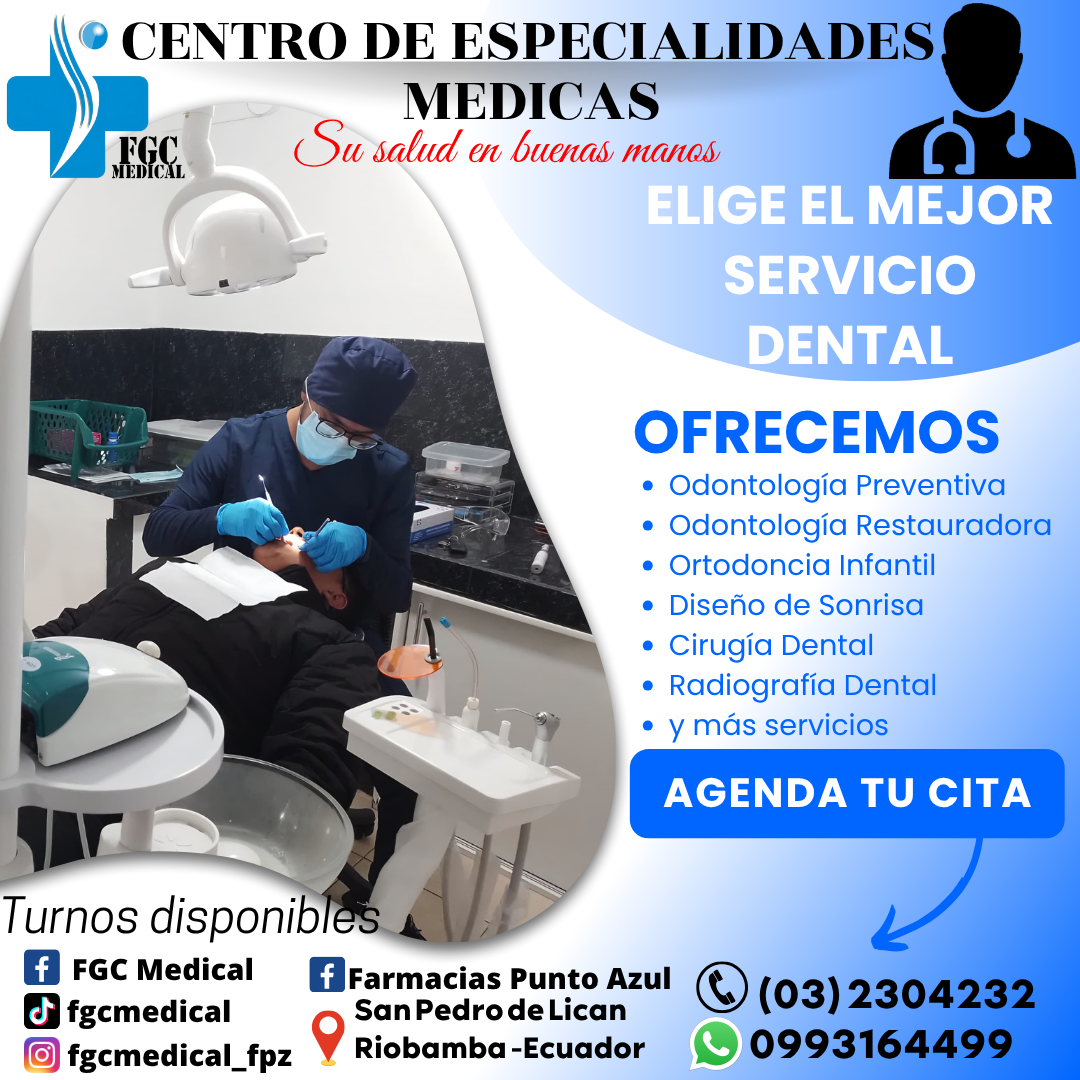 CENTRO DE ESPECIALIDADES
MEDICAS
Su salud en buenas manos
FGC
MEDICAL
ELIGE EL MEJOR
SERVICIO
DENTAL
OFRECEMOS
• Odontología Preventiva
• Odontología Restauradora
• Ortodoncia Infantil
• Diseño de Sonrisa
• Cirugía Dental
• Radiografía Dental
• y más servicios
AGENDA TU CITA
Turnos disponibles
FGC Medical
fgcmedical
fgcmedical_fpz
Farmacias Punto Azul
San Pedro de Lican
Riobamba -Ecuador
(03) 2304232
0993164499